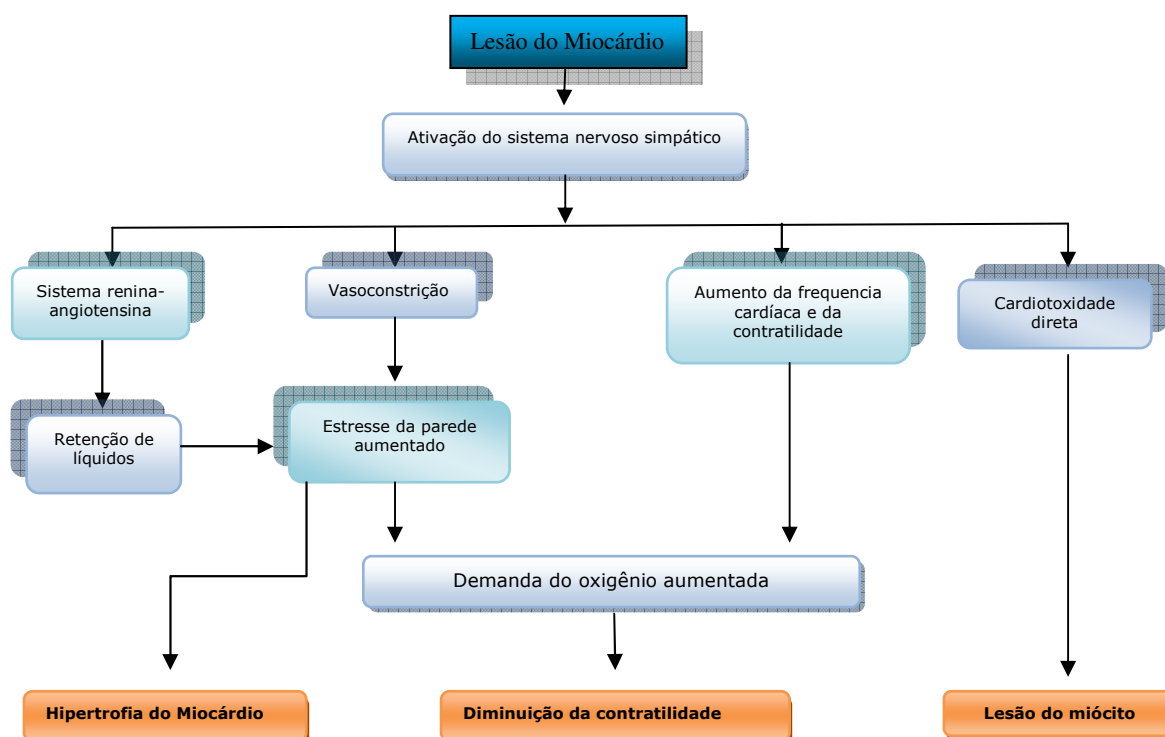 Lesão do Miocárdio
Ativação do sistema nervoso simpático
Sistema renina-
angiotensina
Vasoconstrição
Aumento da frequencia
cardíaca e da
contratilidade
Cardiotoxidade
direta
Retenção de
líquidos
Estresse da parede
aumentado
Demanda do oxigênio aumentada
Hipertrofia do Miocárdio
Diminuição da contratilidade
Lesão do miócito